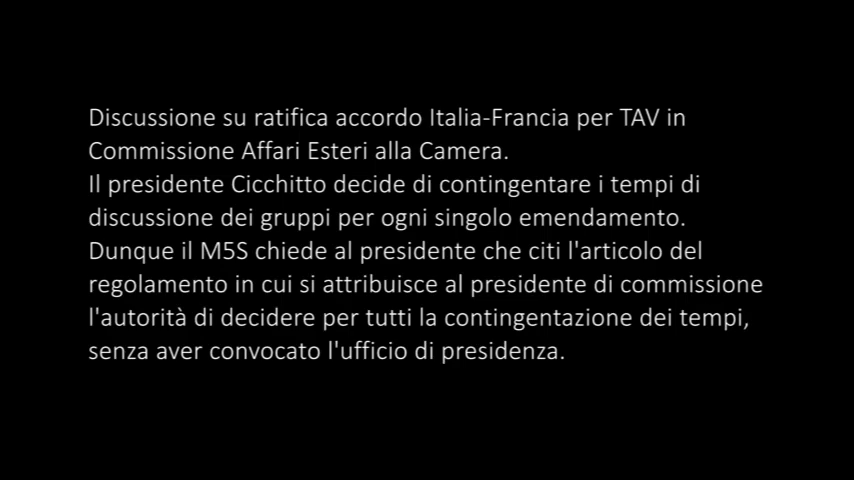 Discussione su ratifica accordo Italia-Francia per TAV in
Commissione Affari Esteri alla Camera.
Il presidente Cicchitto decide di contingentare i tempi di
discussione dei gruppi per ogni singolo emendamento.
Dunque il M5S chiede al presidente che citi l'articolo del
regolamento in cui si attribuisce al presidente di commissione
l'autorità di decidere per tutti la contingentazione dei tempi,
senza aver convocato l'ufficio di presidenza.